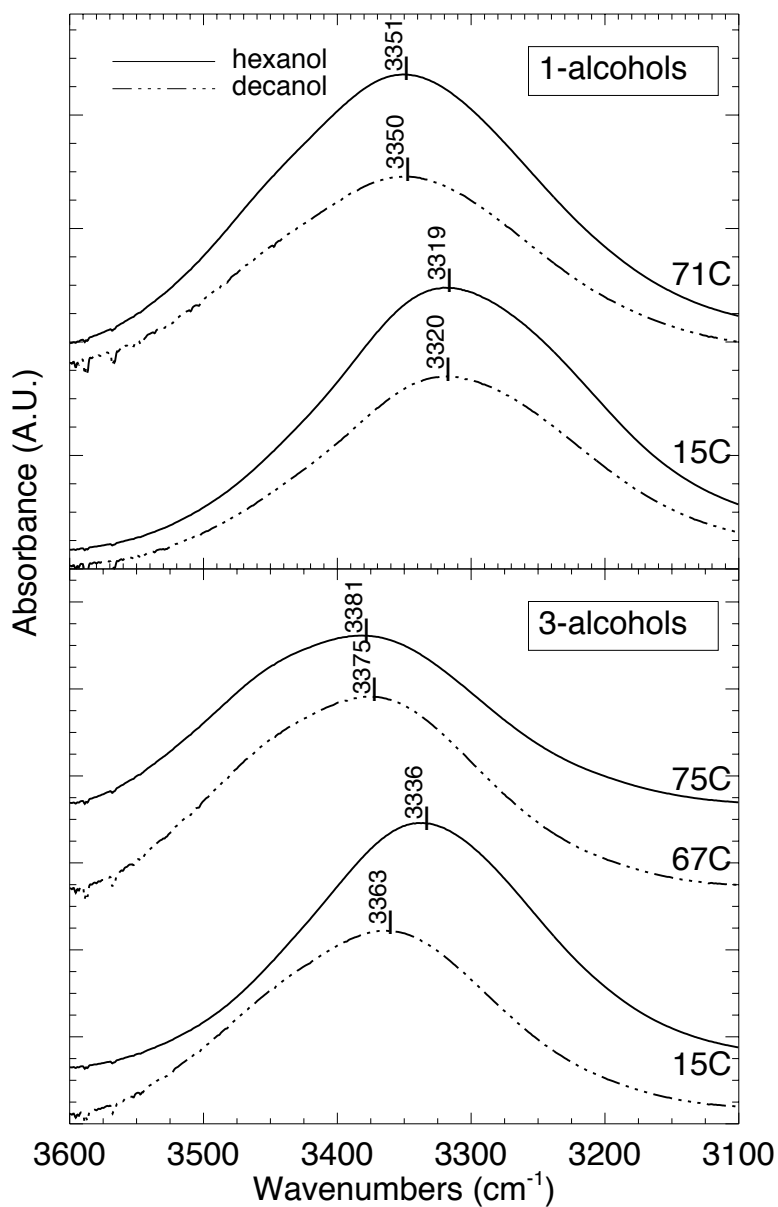 hexanol
decanol
1-alcohols
3351
3350
71C
3319
3320
15C
Absorbance (A.U.)
3-alcohols
3381
3375
75C
3336
67C
3363
15C
3600 3500 3400 3300 3200 3100
Wavenumbers (cm⁻¹)